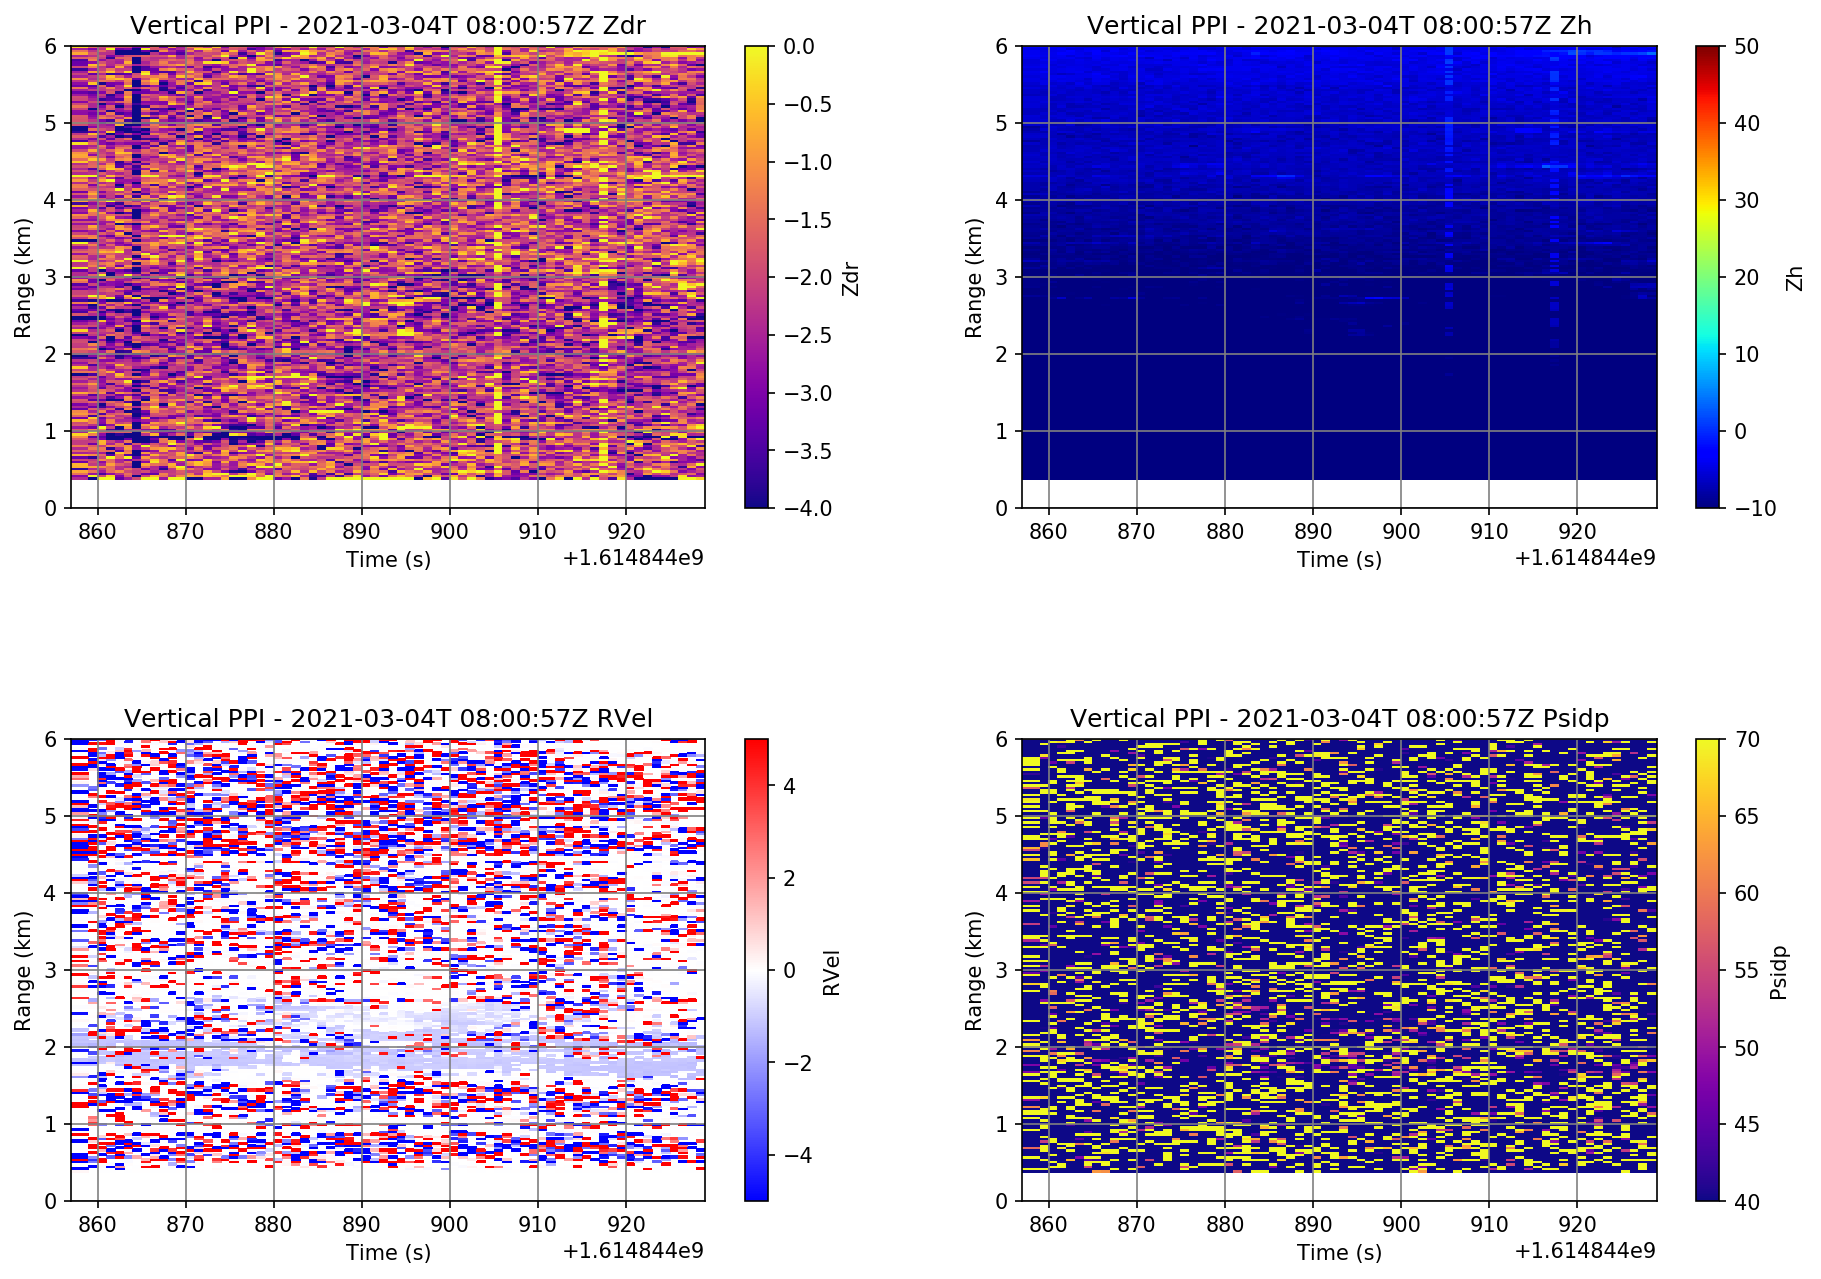 Vertical PPI - 2021-03-04T 08:00:57Z Zdr
6
5
4
3
2
1
0
Range (km)
860 870 880 890 900 910 920
Time (s)
+1.614844e9
0.0
−0.5
−1.0
−1.5
−2.0
−2.5
−3.0
−3.5
−4.0
Zdr
Vertical PPI - 2021-03-04T 08:00:57Z Zh
6
5
4
3
2
1
0
Range (km)
860 870 880 890 900 910 920
Time (s)
+1.614844e9
50
40
30
20
10
0
−10
Zh
Vertical PPI - 2021-03-04T 08:00:57Z RVel
6
5
4
3
2
1
0
Range (km)
860 870 880 890 900 910 920
Time (s)
+1.614844e9
4
2
0
−2
−4
RVel
Vertical PPI - 2021-03-04T 08:00:57Z Psidp
6
5
4
3
2
1
0
Range (km)
860 870 880 890 900 910 920
Time (s)
+1.614844e9
70
65
60
55
50
45
40
Psidp